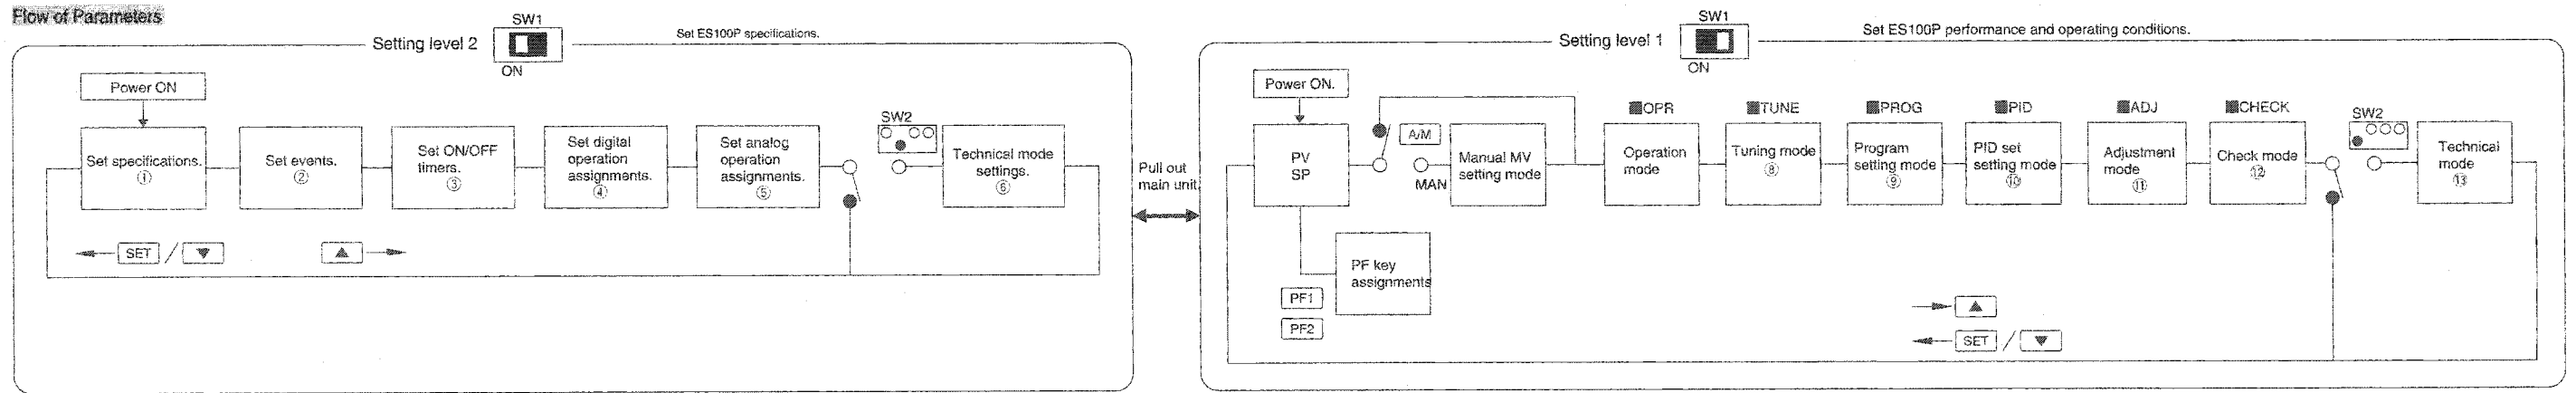 Flow of Parameters
Setting level 2
SW1
ON
Set ES100P specifications.
Power ON
Set specifications.
①
Set events.
②
Set ON/OFF
timers.
③
Set digital
operation
assignments.
④
Set analog
operation
assignments.
⑤
SW2
Technical mode
settings.
⑥
SET / ▼
▲
Pull out
main unit
Setting level 1
SW1
ON
Set ES100P performance and operating conditions.
Power ON.
PV
SP
A/M
MAN
Manual MV
setting mode
PF key
assignments
PF1
PF2
■OPR
Operation
mode
■TUNE
Tuning mode
⑧
■PROG
Program
setting mode
⑨
■PID
PID set
setting mode
⑩
■ADJ
Adjustment
mode
⑪
■CHECK
Check mode
⑫
SW2
Technical
mode
⑬
▲
SET / ▼